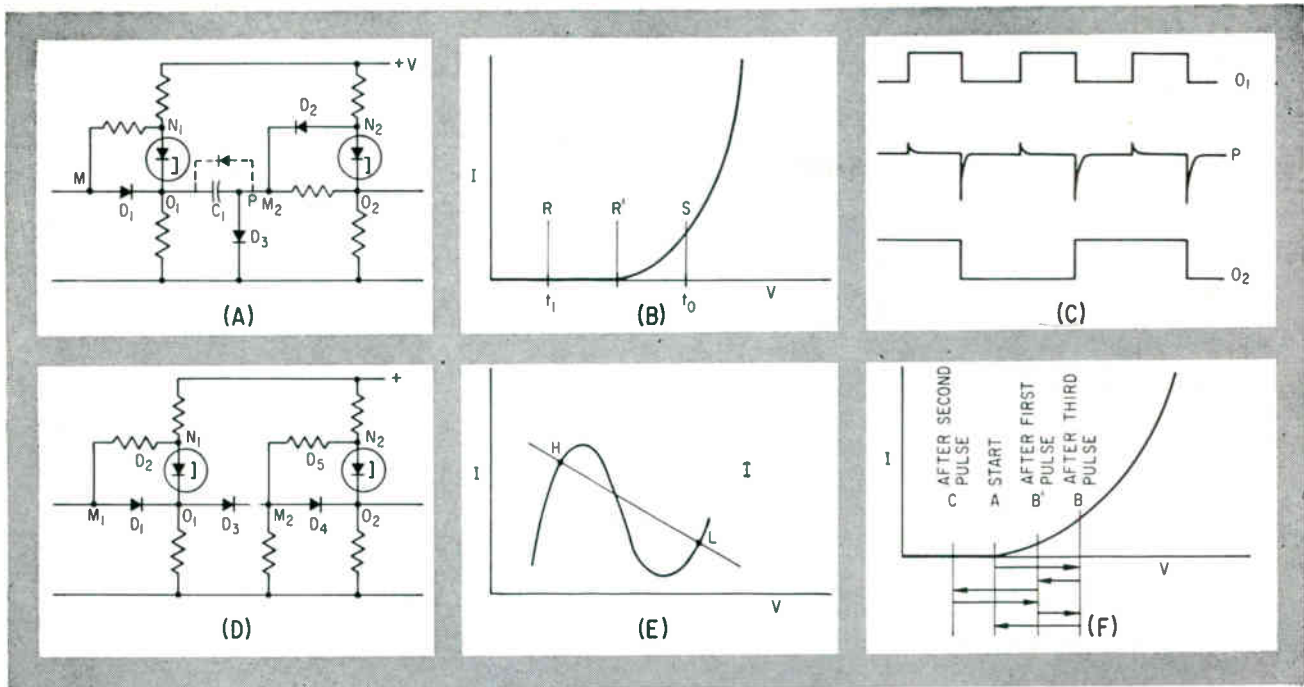 +V
D₂
N₁
N₂
]
]
M
D₁
O₁
C₁
P
M₂
O₂
D₃
(A)
I
R
R'
S
t₁
t₀
V
(B)
O₁
P
O₂
(C)
+
N₁
N₂
D₂
D₅
]
]
M₁
D₁
O₁
D₃
M₂
D₄
O₂
(D)
I
H
I
L
V
(E)
AFTER SECOND
PULSE
START
AFTER FIRST
PULSE
AFTER THIRD
PULSE
I
C
A
B'
B
V
(F)